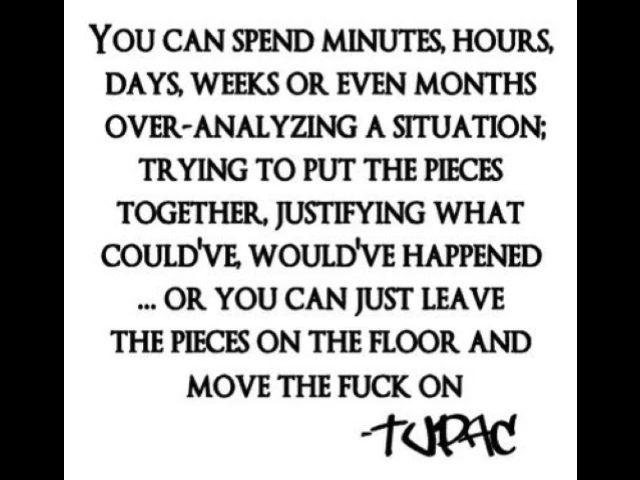 YOU CAN SPEND MINUTES, HOURS,
DAYS, WEEKS OR EVEN MONTHS
OVER-ANALYZING A SITUATION;
TRYING TO PUT THE PIECES
TOGETHER, JUSTIFYING WHAT
COULD'VE, WOULD'VE HAPPENED
... OR YOU CAN JUST LEAVE
THE PIECES ON THE FLOOR AND
MOVE THE FUCK ON
-TUPAC